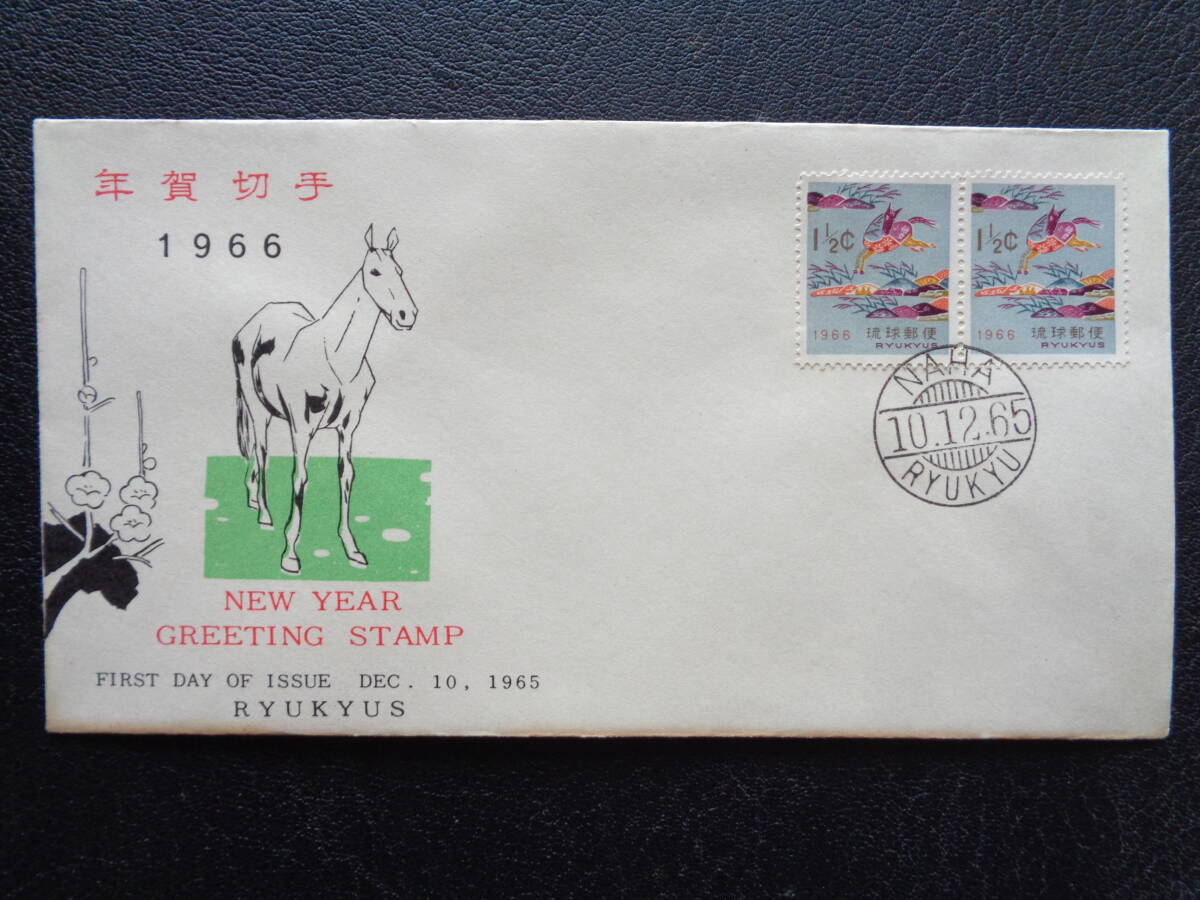 年賀切手
1966
NEW YEAR
GREETING STAMP
FIRST DAY OF ISSUE DEC. 10, 1965
RYUKYUS
1½¢
1966 琉球郵便
RYUKYUS
1½¢
1966 琉球郵便
RYUKYUS
NAHA
10.12.65
RYUKYU